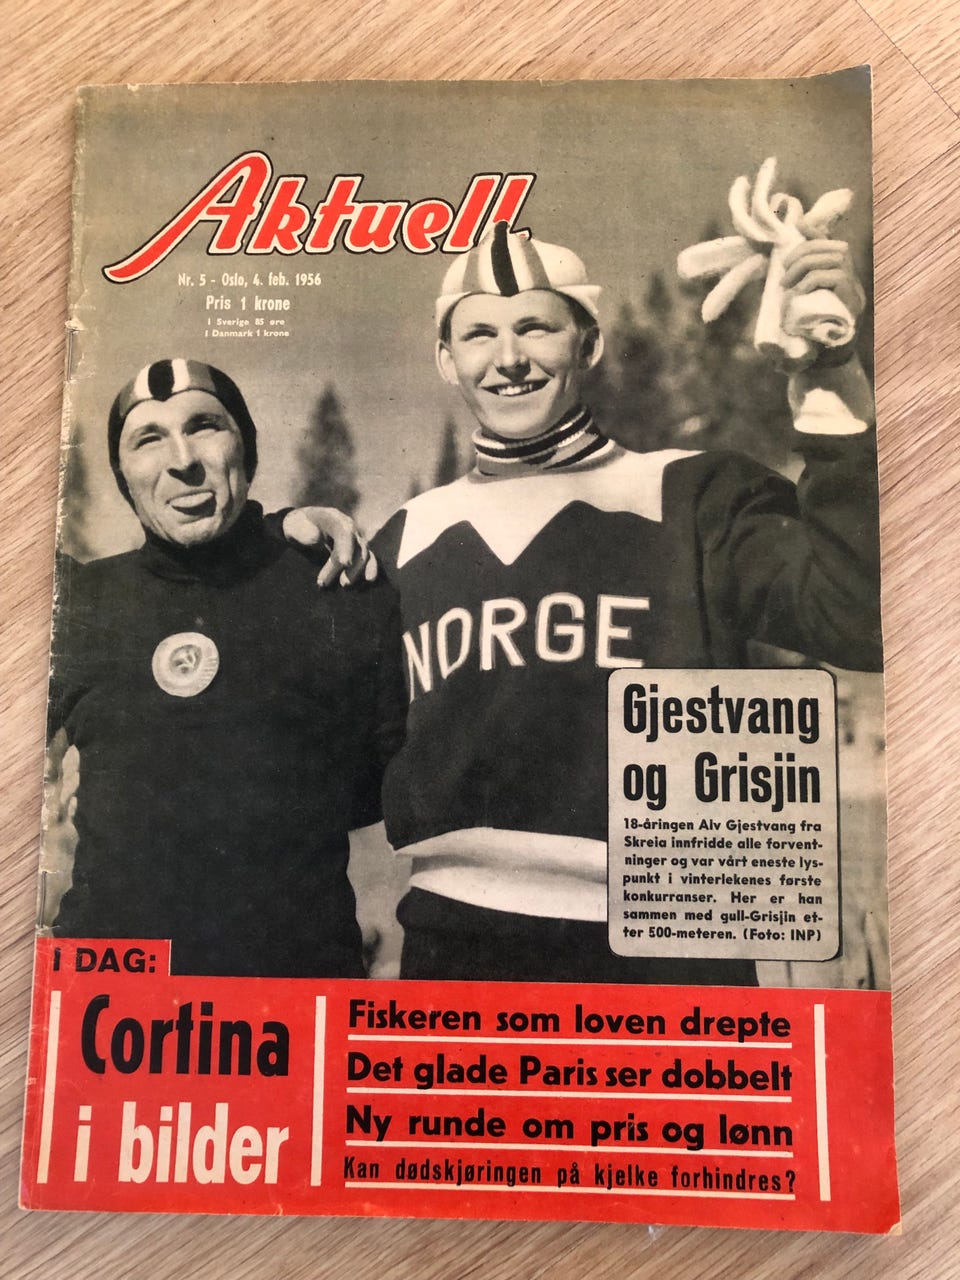 Aktuell
Nr. 5 - Oslo, 4. feb. 1956
Pris 1 krone
I Sverige 85 øre
I Danmark 1 krone
NORGE
Gjestvang
og Grisjin
18-åringen Alv Gjestvang fra
Skreia innfridde alle forvent-
ninger og var vårt eneste lys-
punkt i vinterlekenes første
konkurranser. Her er han
sammen med gull-Grisjin et-
ter 500-meteren. (Foto: INP)
I DAG:
Cortina
i bilder
Fiskeren som loven drepte
Det glade Paris ser dobbelt
Ny runde om pris og lønn
Kan dødskjøringen på kjelke forhindres?